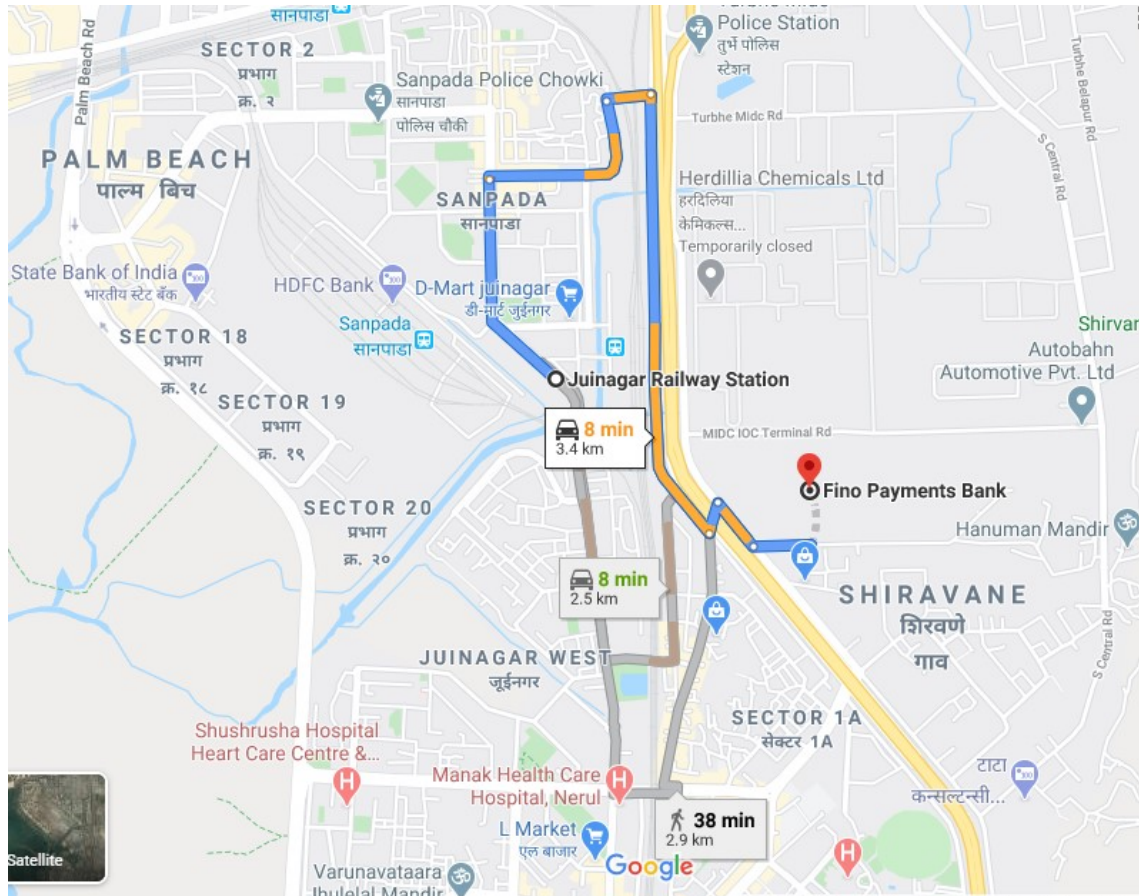 सानपाडा
Turbhe Midc
Police Station
तुर्भे पोलिस
स्टेशन
Palm Beach Rd
SECTOR 2
प्रभाग
क्र. २
Sanpada Police Chowki
सानपाडा
पोलिस चौकी
Turbhe Belapur Rd
Turbhe Midc Rd
S Central Rd
PALM BEACH
पाल्म बिच
SANPADA
सानपाडा
Herdillia Chemicals Ltd
हरदिलिया
केमिकल्स...
Temporarily closed
State Bank of India
भारतीय स्टेट बँक
HDFC Bank
D-Mart juinagar
डी-मार्ट जुईनगर
Sanpada
सानपाडा
SECTOR 18
प्रभाग
क्र. १८
Shirvar
Autobahn
Automotive Pvt. Ltd
Juinagar Railway Station
SECTOR 19
प्रभाग
क्र. १९
8 min
3.4 km
MIDC IOC Terminal Rd
Fino Payments Bank
SECTOR 20
प्रभाग
क्र. २०
Hanuman Mandir
8 min
2.5 km
SHIRAVANE
शिरवणे
गाव
JUINAGAR WEST
जूईनगर
S Central Rd
SECTOR 1A
सेक्टर 1A
Shushrusha Hospital
Heart Care Centre &...
Manak Health Care
Hospital, Nerul
टाटा
कन्सल्टन्सी...
38 min
2.9 km
L Market
एल बाजार
Google
Satellite
Varunavataara
Jhulelal Mandir